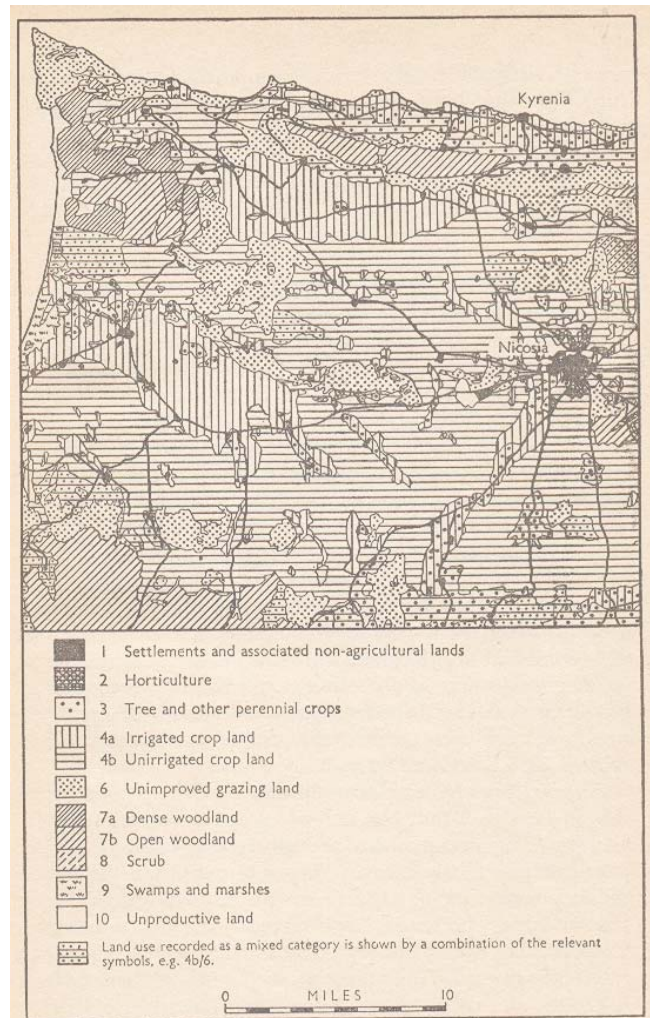 Kyrenia
Nicosia
1 Settlements and associated non-agricultural lands
2 Horticulture
3 Tree and other perennial crops
4a Irrigated crop land
4b Unirrigated crop land
6 Unimproved grazing land
7a Dense woodland
7b Open woodland
8 Scrub
9 Swamps and marshes
10 Unproductive land
Land use recorded as a mixed category is shown by a combination of the relevant
symbols, e.g. 4b/6.
0 MILES 10